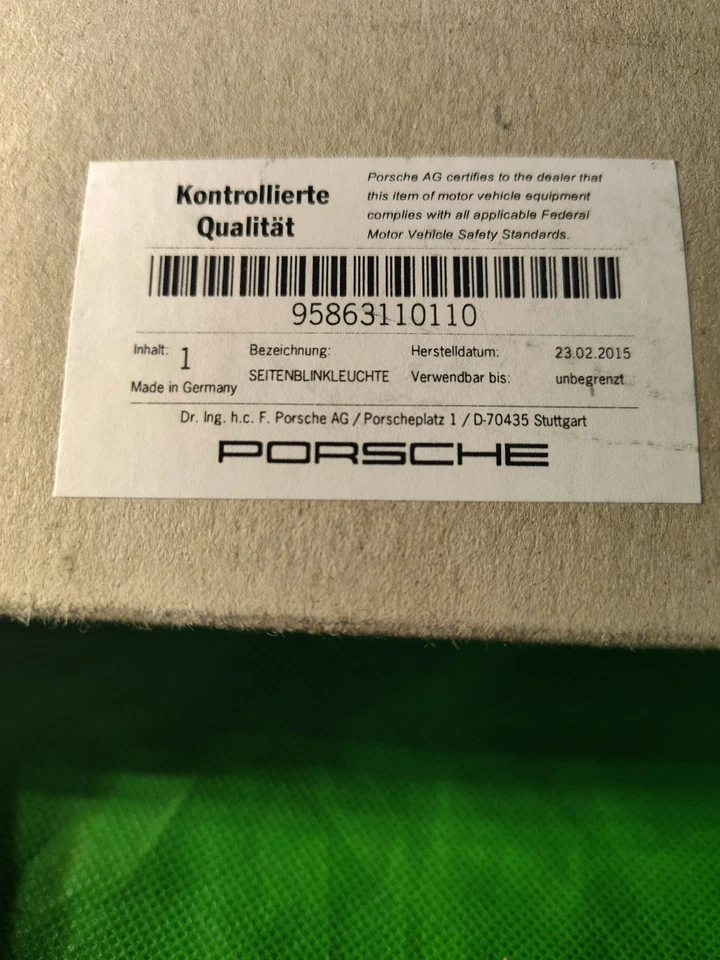 Kontrollierte
Qualität
Porsche AG certifies to the dealer that
this item of motor vehicle equipment
complies with all applicable Federal
Motor Vehicle Safety Standards.
95863110110
Inhalt: 1 Bezeichnung: Herstelldatum: 23.02.2015
Made in Germany SEITENBLINKLEUCHTE Verwendbar bis: unbegrenzt
Dr. Ing. h.c. F. Porsche AG / Porscheplatz 1 / D-70435 Stuttgart
PORSCHE